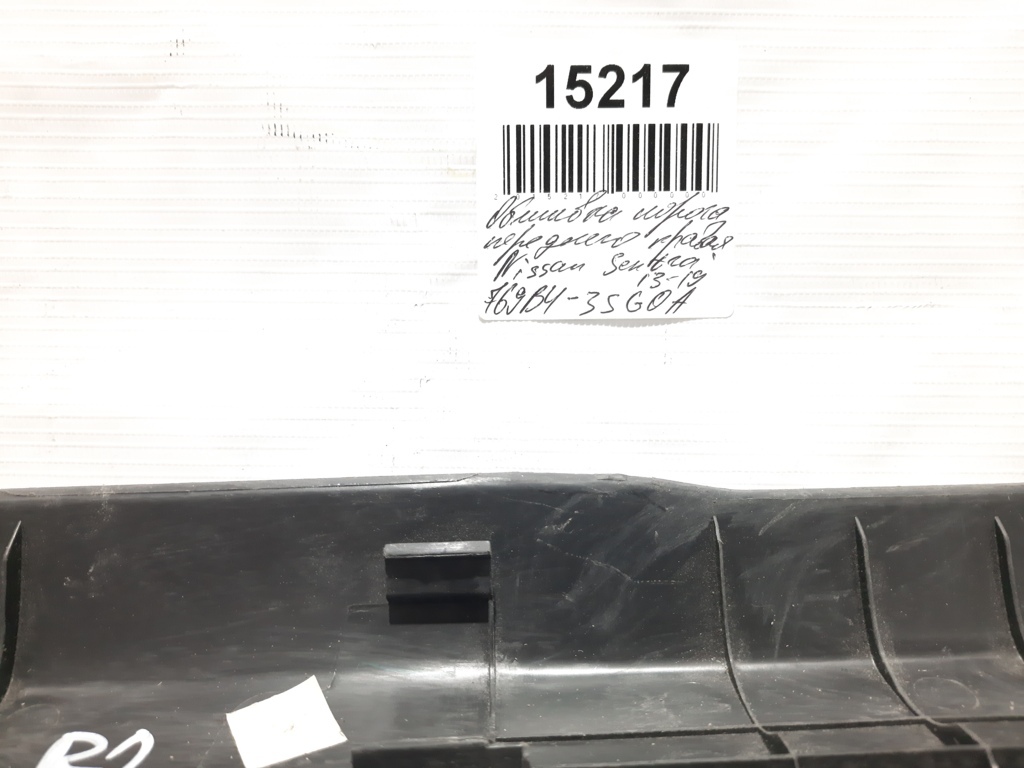 15217
Обшивка порога
переднего правая
Nissan Sentra
13-19
769B4-3SG0A